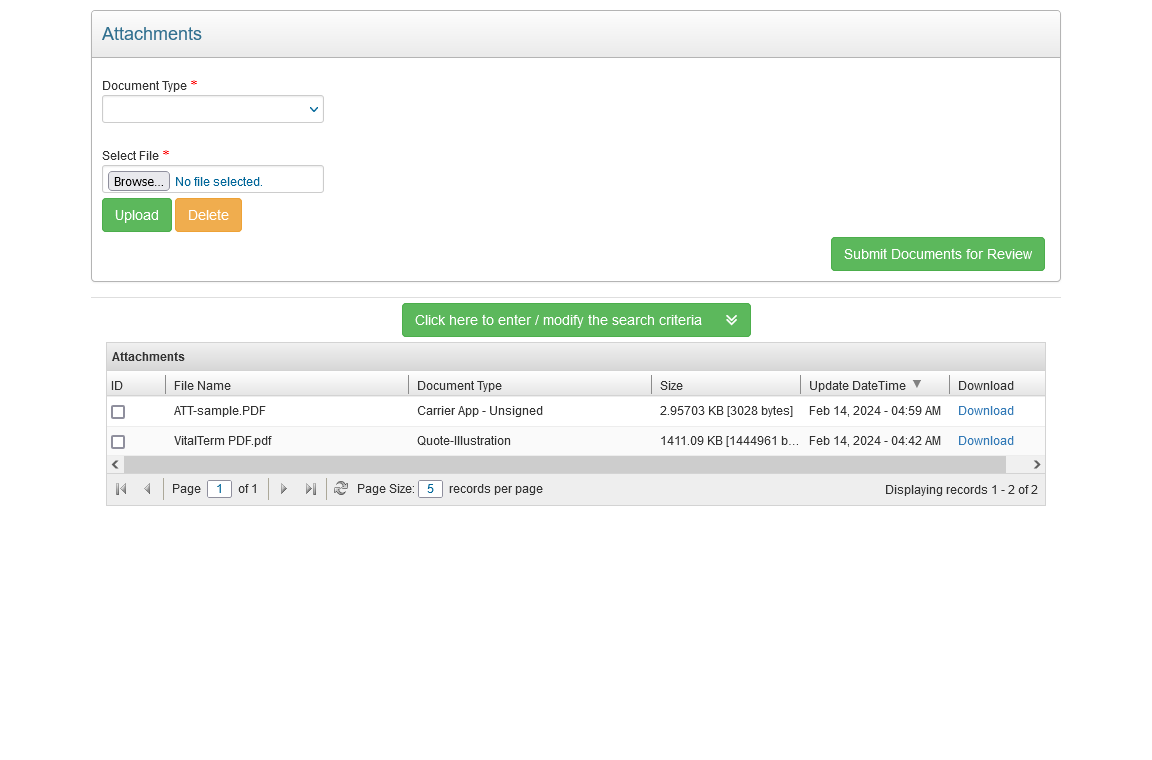 Attachments
Document Type *
Select File *
Browse... No file selected.
Upload Delete
Submit Documents for Review
Click here to enter / modify the search criteria
Attachments
ID File Name Document Type Size Update DateTime Download
ATT-sample.PDF Carrier App - Unsigned 2.95703 KB [3028 bytes] Feb 14, 2024 - 04:59 AM Download
VitalTerm PDF.pdf Quote-Illustration 1411.09 KB [1444961 b... Feb 14, 2024 - 04:42 AM Download
Page 1 of 1 Page Size: 5 records per page Displaying records 1 - 2 of 2